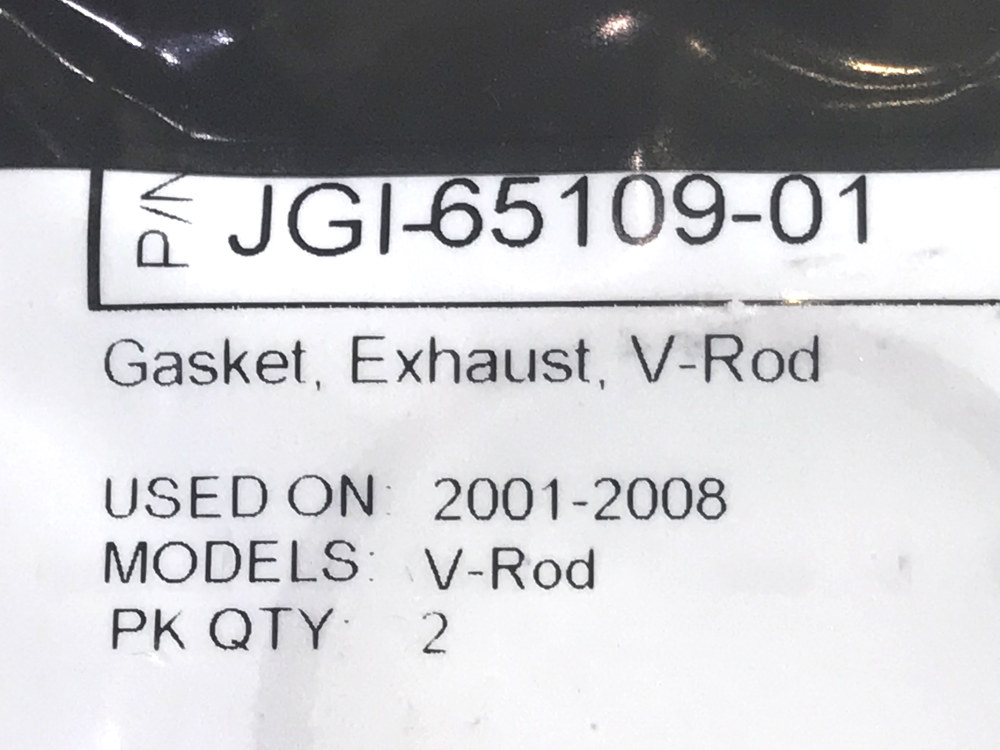 P/N JGI-65109-01
Gasket, Exhaust, V-Rod
USED ON: 2001-2008
MODELS: V-Rod
PK QTY: 2